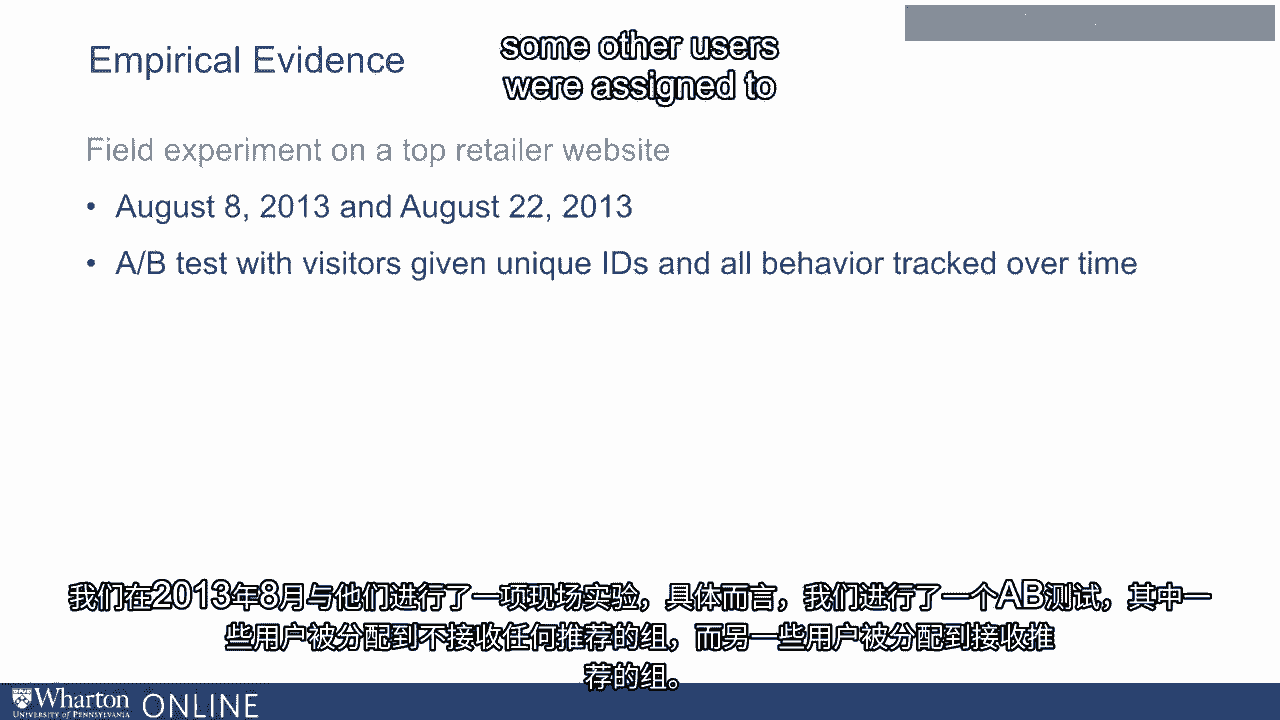 some other users
were assigned to
Empirical Evidence
Field experiment on a top retailer website
• August 8, 2013 and August 22, 2013
• A/B test with visitors given unique IDs and all behavior tracked over time
我们在2013年8月与他们进行了一项现场实验，具体而言，我们进行了一个AB测试，其中一
些用户被分配到不接收任何推荐的组，而另一些用户被分配到接收推
荐的组。
Wharton ONLINE
UNIVERSITY of PENNSYLVANIA